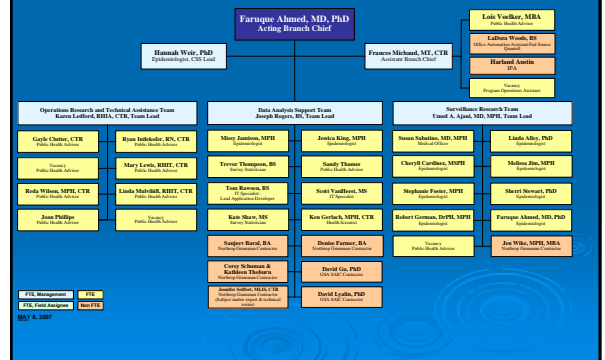 Faruque Ahmed, MD, PhD
Acting Branch Chief
Hannah Weir, PhD
Epidemiologist, CSS Lead
Frances Michaud, MT, CTR
Assistant Branch Chief
Lois Voelker, MBA
Public Health Advisor
LaDora Woods, BS
Office Automation Assistant/Fed Source
Quantell
Harland Austin
IPA
Vacancy
Program Operations Assistant
Operations Research and Technical Assistance Team
Karen Ledford, RHIA, CTR, Team Lead
Gayle Clutter, CTR
Public Health Advisor
Ryan Intlekofer, RN, CTR
Public Health Advisor
Vacancy
Public Health Advisor
Mary Lewis, RHIT, CTR
Public Health Advisor
Reda Wilson, MPH, CTR
Public Health Advisor
Linda Mulvihill, RHIT, CTR
Public Health Advisor
Joan Phillips
Public Health Advisor
Vacancy
Public Health Advisor
Data Analysis Support Team
Joseph Rogers, BS, Team Lead
Missy Jamison, MPH
Epidemiologist
Jessica King, MPH
Epidemiologist
Trevor Thompson, BS
Survey Statistician
Sandy Thames
Public Health Advisor
Tom Rawson, BS
IT Specialist-
Lead Application Developer
Scott VanHeest, MS
IT Specialist
Kate Shaw, MS
Survey Statistician
Ken Gerlach, MPH, CTR
Health Scientist
Sanjeev Baral, BA
Northrop Grumman Contractor
Denise Farmer, BA
Northrop Grumman Contractor
Corey Schuman &
Kathleen Thoburn
Northrop Grumman Contractor
David Gu, PhD
GSA SAIC Contractor
Jennifer Seiffert, MLIS, CTR
Northrop Grumman Contractor
(Subject matter expert & technical
writer)
David Lyalin, PhD
GSA SAIC Contractor
Surveillance Research Team
Umed A. Ajani, MD, MPH, Team Lead
Susan Sabatino, MD, MPH
Medical Officer
Linda Alley, PhD
Epidemiologist
Cheryll Cardinez, MSPH
Epidemiologist
Melissa Jim, MPH
Epidemiologist
Stephanie Foster, MPH
Epidemiologist
Sherri Stewart, PhD
Epidemiologist
Robert German, DrPH, MPH
Epidemiologist
Faruque Ahmed, MD, PhD
Epidemiologist
Vacancy
Public Health Advisor
Jen Wike, MPH, MBA
Northrop Grumman Contractor
FTE, Management
FTE
FTE, Field Assignee
Non FTE
MAY 8, 2007